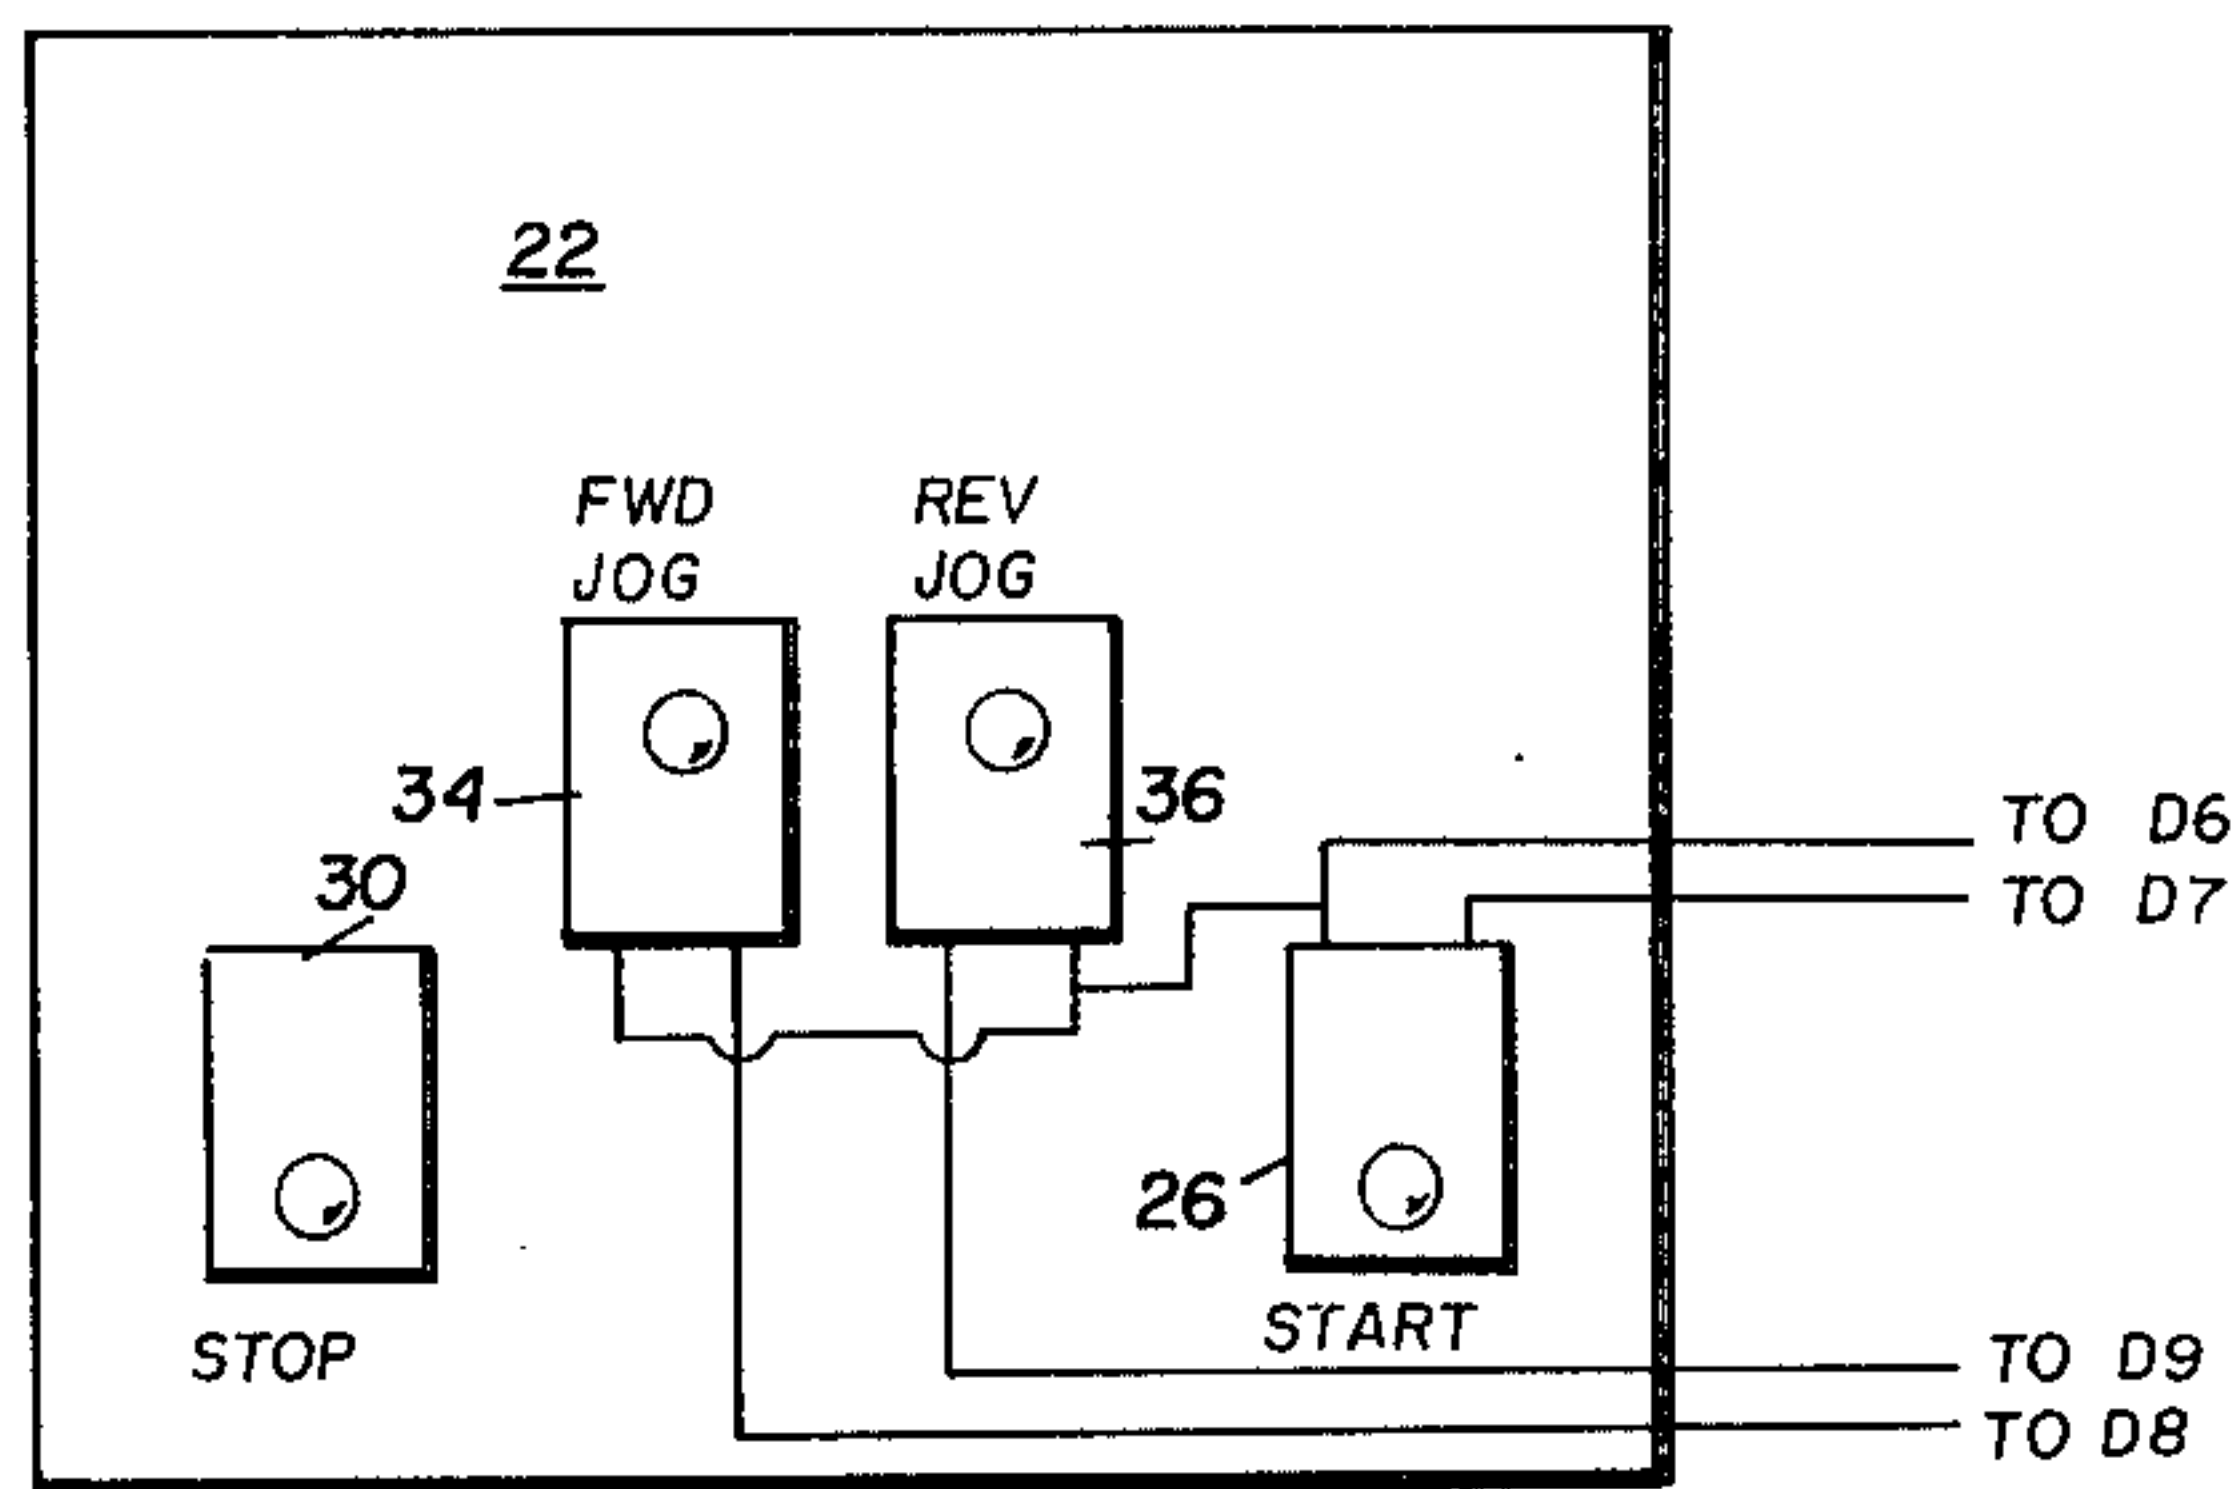 22
FWD
JOG
REV
JOG
34
36
30
TO D6
TO D7
26
START
STOP
TO D9
TO D8